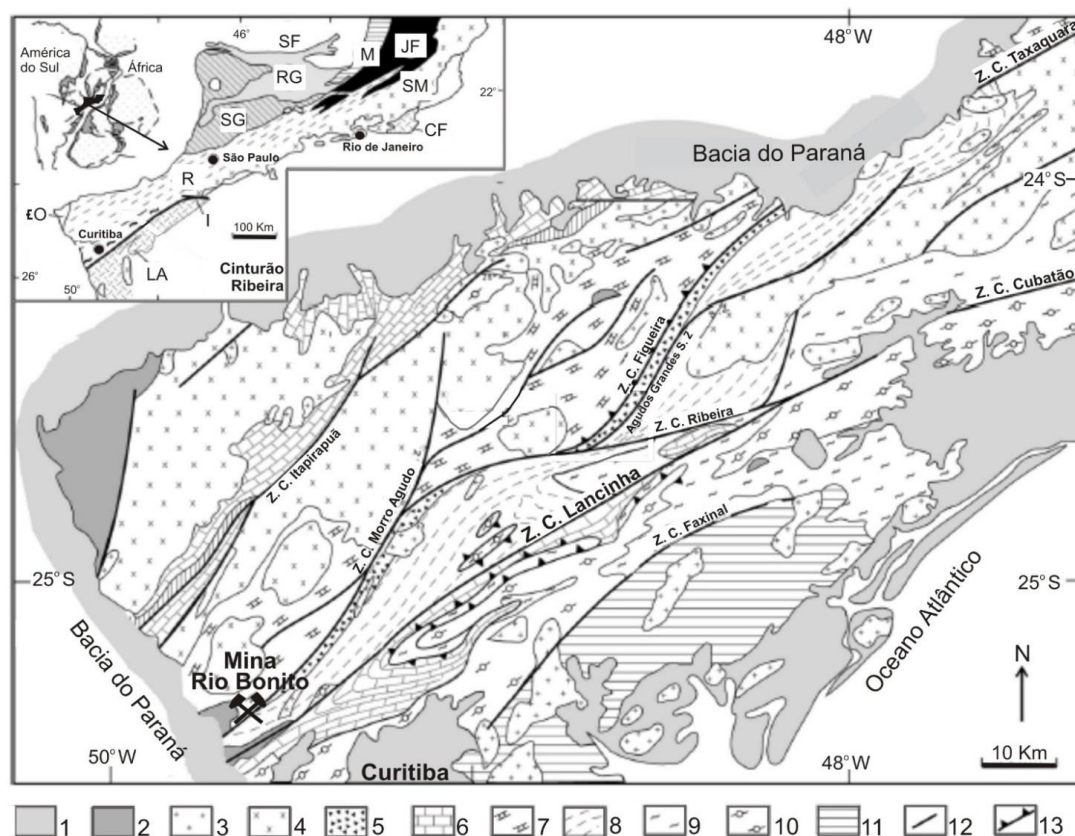 América
do Sul
África
46°
SF
M
JF
RG
SM
22°
SG
CF
São Paulo
Rio de Janeiro
R
£O
I
Curitiba
100 Km
LA
26°
50°
Cinturão
Ribeira
48°W
Z. C. Taxaquara
Bacia do Paraná
24°S
Z. C. Cubatão
Z. C. Figueira
Agudos Grandes S. 2
Z. C. Ribeira
Z. C. Itapirapuã
Z. C. Morro Agudo
Z. C. Lancinha
Z. C. Faxinal
25°S
25°S
Oceano Atlântico
Bacia do Paraná
Mina
Rio Bonito
N
50°W
Curitiba
48°W
10 Km
1 2 3 4 5 6 7 8 9 10 11 12 13